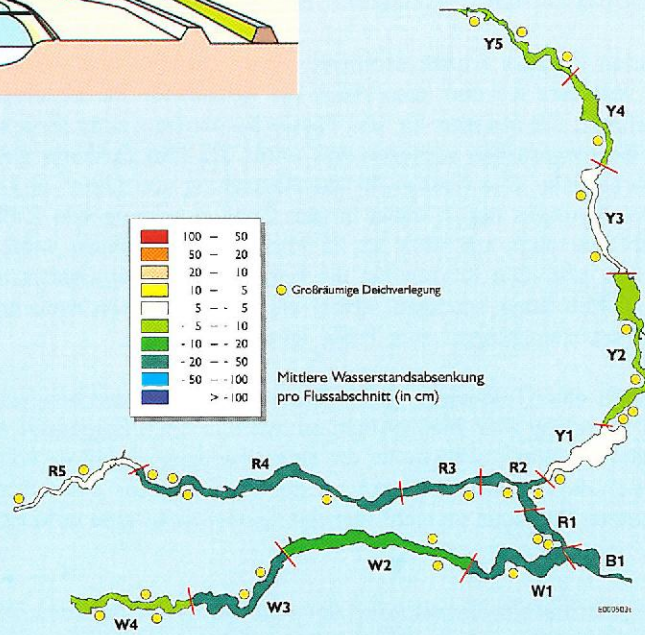 Y5
Y4
Y3
Y2
Y1
100 – 50
50 – 20
20 – 10
10 – 5
5 – - 5
- 5 – - 10
- 10 – - 20
- 20 – - 50
- 50 – - 100
> - 100
Großräumige Deichverlegung
Mittlere Wasserstandsabsenkung
pro Flussabschnitt (in cm)
R5
R4
R3
R2
R1
B1
W1
W2
W3
W4